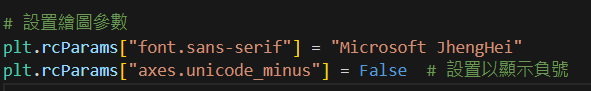 # 設置繪圖參數
plt.rcParams["font.sans-serif"] = "Microsoft JhengHei"
plt.rcParams["axes.unicode_minus"] = False  # 設置以顯示負號